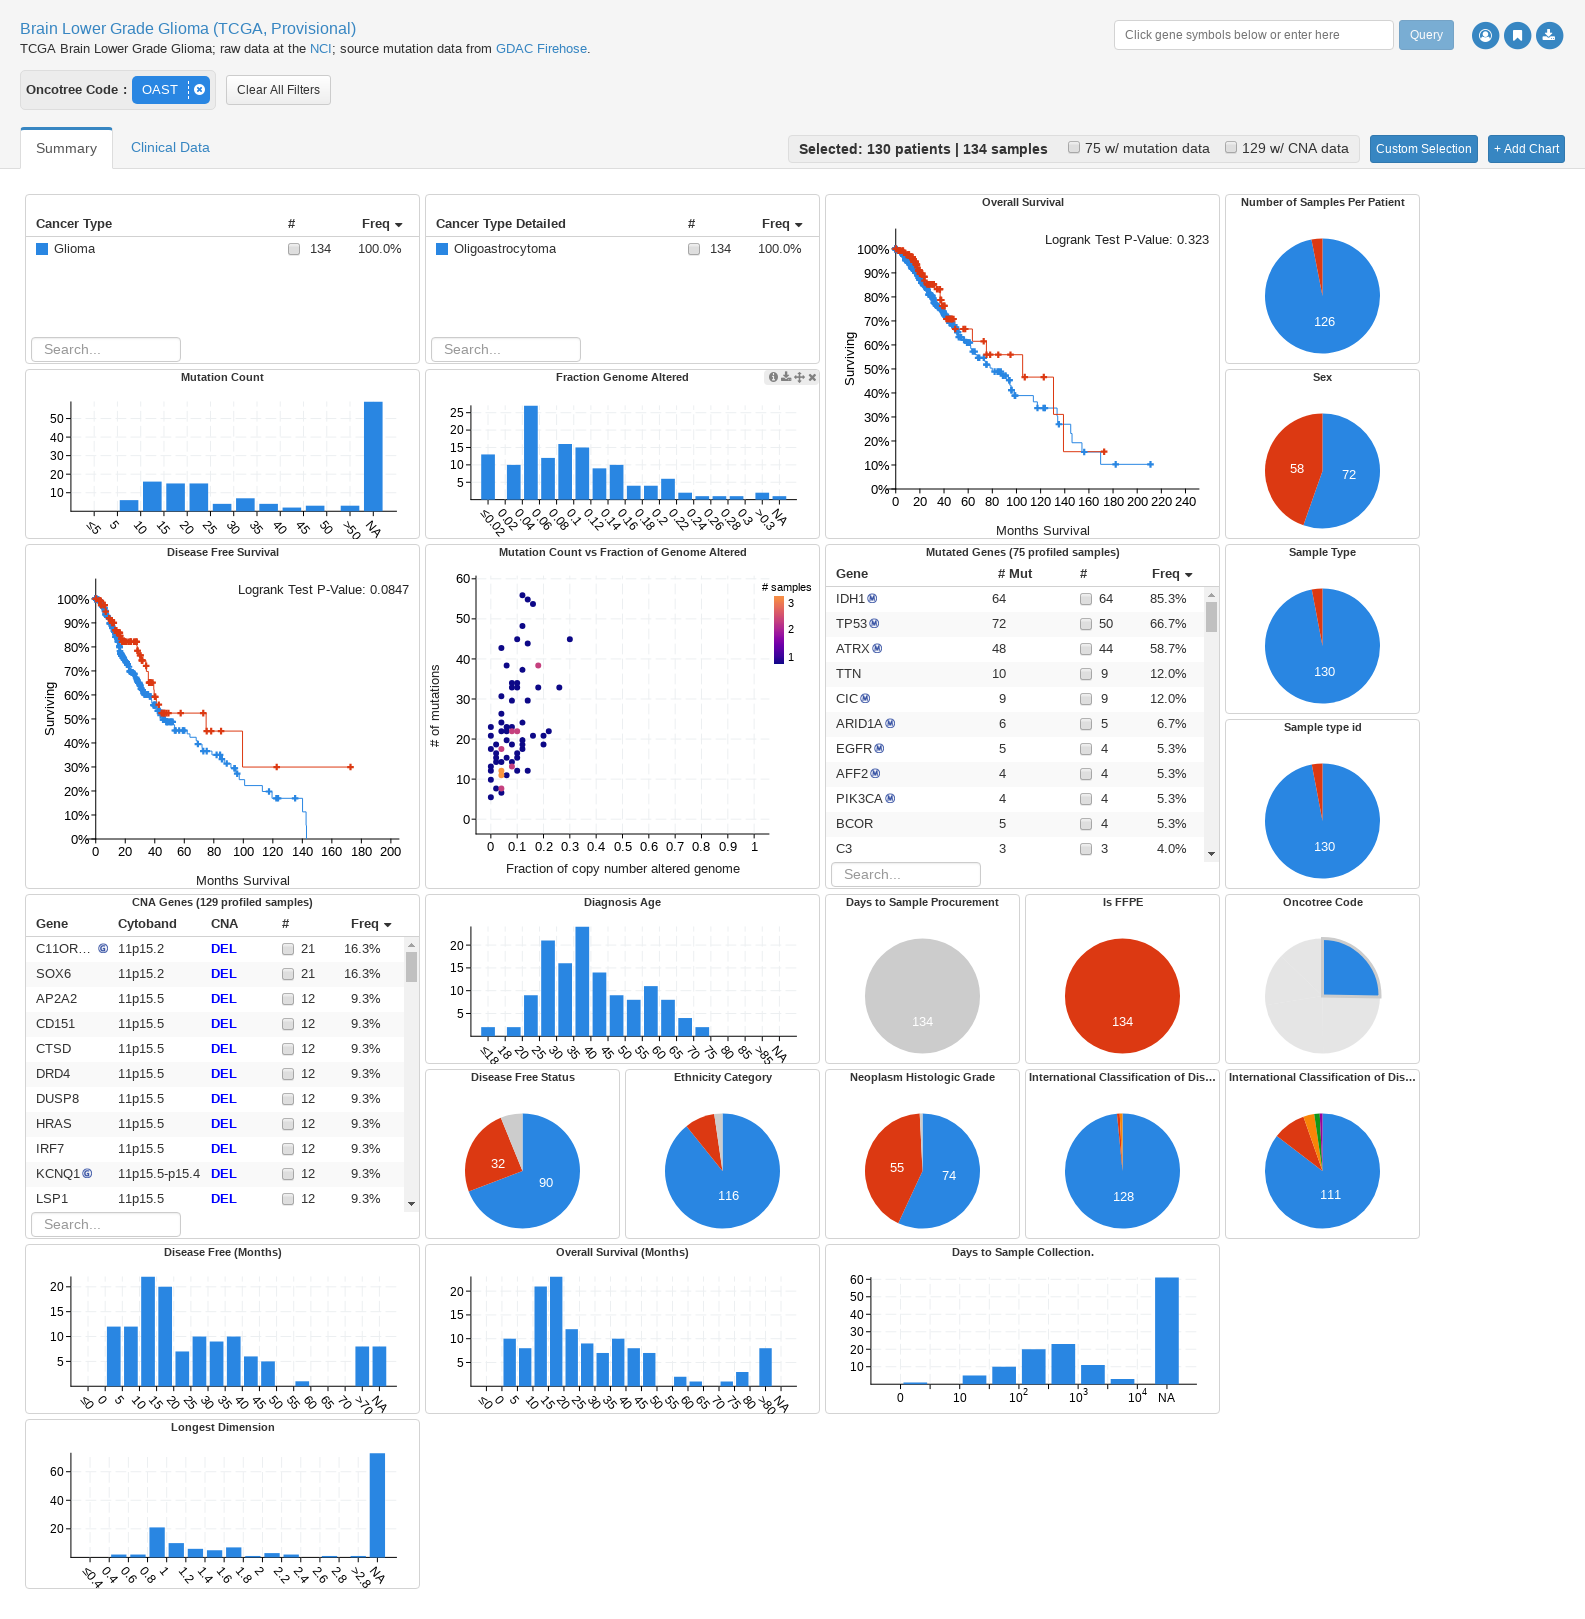 Brain Lower Grade Glioma (TCGA, Provisional)
TCGA Brain Lower Grade Glioma; raw data at the NCI; source mutation data from GDAC Firehose.
Click gene symbols below or enter here
Query
Oncotree Code : OAST
Clear All Filters
Summary
Clinical Data
Selected: 130 patients | 134 samples
75 w/ mutation data
129 w/ CNA data
Custom Selection
+ Add Chart
Cancer Type # Freq
Glioma 134 100.0%
Search...
Cancer Type Detailed # Freq
Oligoastrocytoma 134 100.0%
Search...
Overall Survival
Logrank Test P-Value: 0.323
100%
90%
80%
70%
60%
50%
40%
30%
20%
10%
0%
Surviving
0 20 40 60 80 100 120 140 160 180 200 220 240
Months Survival
Number of Samples Per Patient
126
Mutation Count
50
40
30
20
10
≤5 5 10 15 20 25 30 35 40 45 50 >50 NA
Fraction Genome Altered
25
20
15
10
5
≤0.02 0.02 0.04 0.06 0.08 0.1 0.12 0.14 0.16 0.18 0.2 0.22 0.24 0.26 0.28 0.3 >0.3 NA
Sex
58
72
Disease Free Survival
Logrank Test P-Value: 0.0847
100%
90%
80%
70%
60%
50%
40%
30%
20%
10%
0%
Surviving
0 20 40 60 80 100 120 140 160 180 200
Months Survival
Mutation Count vs Fraction of Genome Altered
# samples
3
2
1
60
50
40
30
20
10
0
# of mutations
0 0.1 0.2 0.3 0.4 0.5 0.6 0.7 0.8 0.9 1
Fraction of copy number altered genome
Mutated Genes (75 profiled samples)
Gene # Mut # Freq
IDH1 M 64 64 85.3%
TP53 M 72 50 66.7%
ATRX M 48 44 58.7%
TTN 10 9 12.0%
CIC M 9 9 12.0%
ARID1A M 6 5 6.7%
EGFR M 5 4 5.3%
AFF2 M 4 4 5.3%
PIK3CA M 4 4 5.3%
BCOR 5 4 5.3%
C3 3 3 4.0%
Search...
Sample Type
130
Sample type id
130
CNA Genes (129 profiled samples)
Gene Cytoband CNA # Freq
C11OR... G 11p15.2 DEL 21 16.3%
SOX6 11p15.2 DEL 21 16.3%
AP2A2 11p15.5 DEL 12 9.3%
CD151 11p15.5 DEL 12 9.3%
CTSD 11p15.5 DEL 12 9.3%
DRD4 11p15.5 DEL 12 9.3%
DUSP8 11p15.5 DEL 12 9.3%
HRAS 11p15.5 DEL 12 9.3%
IRF7 11p15.5 DEL 12 9.3%
KCNQ1 G 11p15.5-p15.4 DEL 12 9.3%
LSP1 11p15.5 DEL 12 9.3%
Search...
Diagnosis Age
20
15
10
5
≤18 18 20 25 30 35 40 45 50 55 60 65 70 75 80 85 >85 NA
Days to Sample Procurement
134
Is FFPE
134
Oncotree Code
Disease Free Status
32
90
Ethnicity Category
116
Neoplasm Histologic Grade
55
74
International Classification of Dis...
128
International Classification of Dis...
111
Disease Free (Months)
20
15
10
5
≤0 0 5 10 15 20 25 30 35 40 45 50 55 60 65 70 >70 NA
Overall Survival (Months)
20
15
10
5
≤0 0 5 10 15 20 25 30 35 40 45 50 55 60 65 70 75 80 >80 NA
Days to Sample Collection.
60
50
40
30
20
10
0 10 10² 10³ 10⁴ NA
Longest Dimension
60
40
20
≤0.4 0.4 0.6 0.8 1 1.2 1.4 1.6 1.8 2 2.2 2.4 2.6 2.8 >2.8 NA